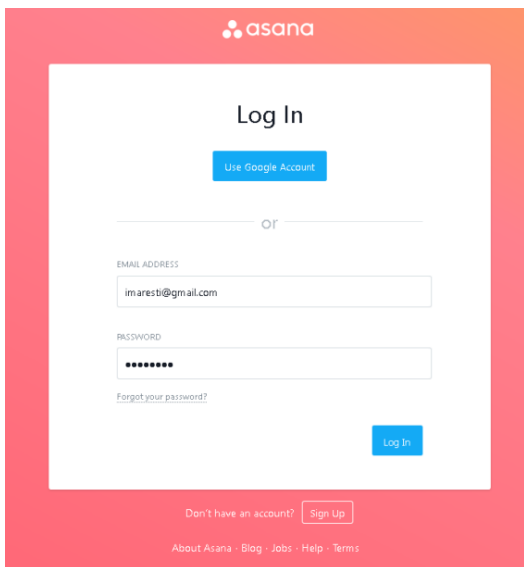 asana
Log In
Use Google Account
or
EMAIL ADDRESS
imaresti@gmail.com
PASSWORD
••••••••
Forgot your password?
Log In
Don't have an account? Sign Up
About Asana · Blog · Jobs · Help · Terms